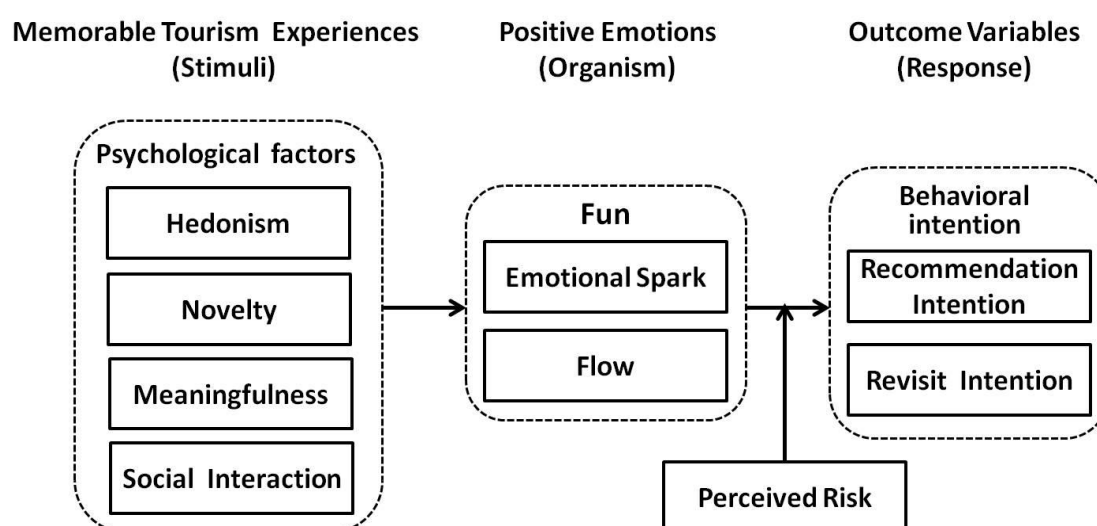 Memorable Tourism Experiences
(Stimuli)
Positive Emotions
(Organism)
Outcome Variables
(Response)
Psychological factors
Hedonism
Novelty
Meaningfulness
Social Interaction
Fun
Emotional Spark
Flow
Behavioral
intention
Recommendation
Intention
Revisit Intention
Perceived Risk